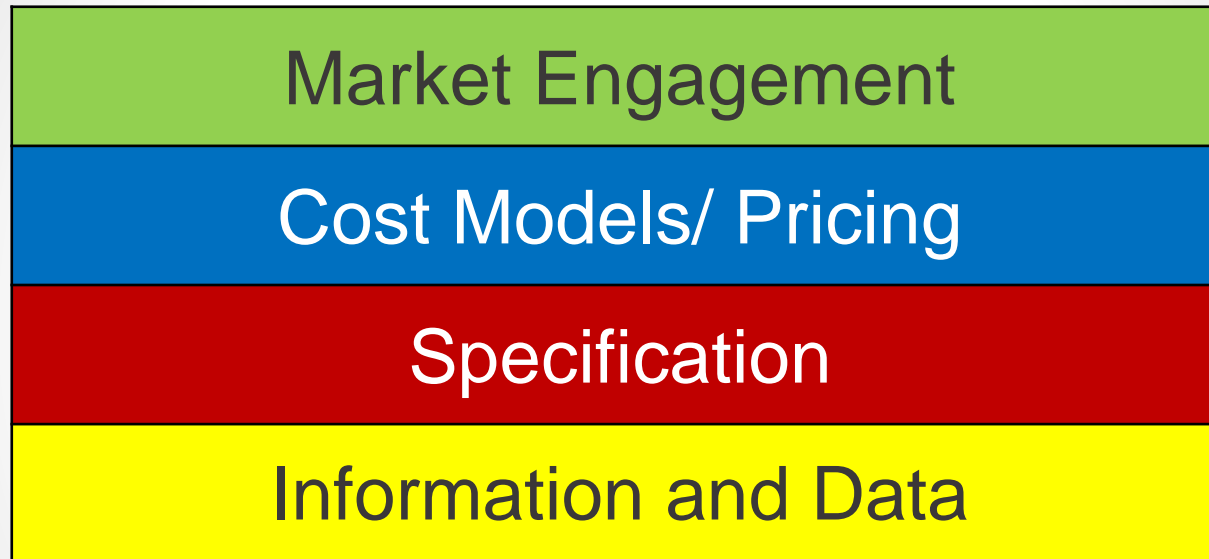 Market Engagement
Cost Models/ Pricing
Specification
Information and Data